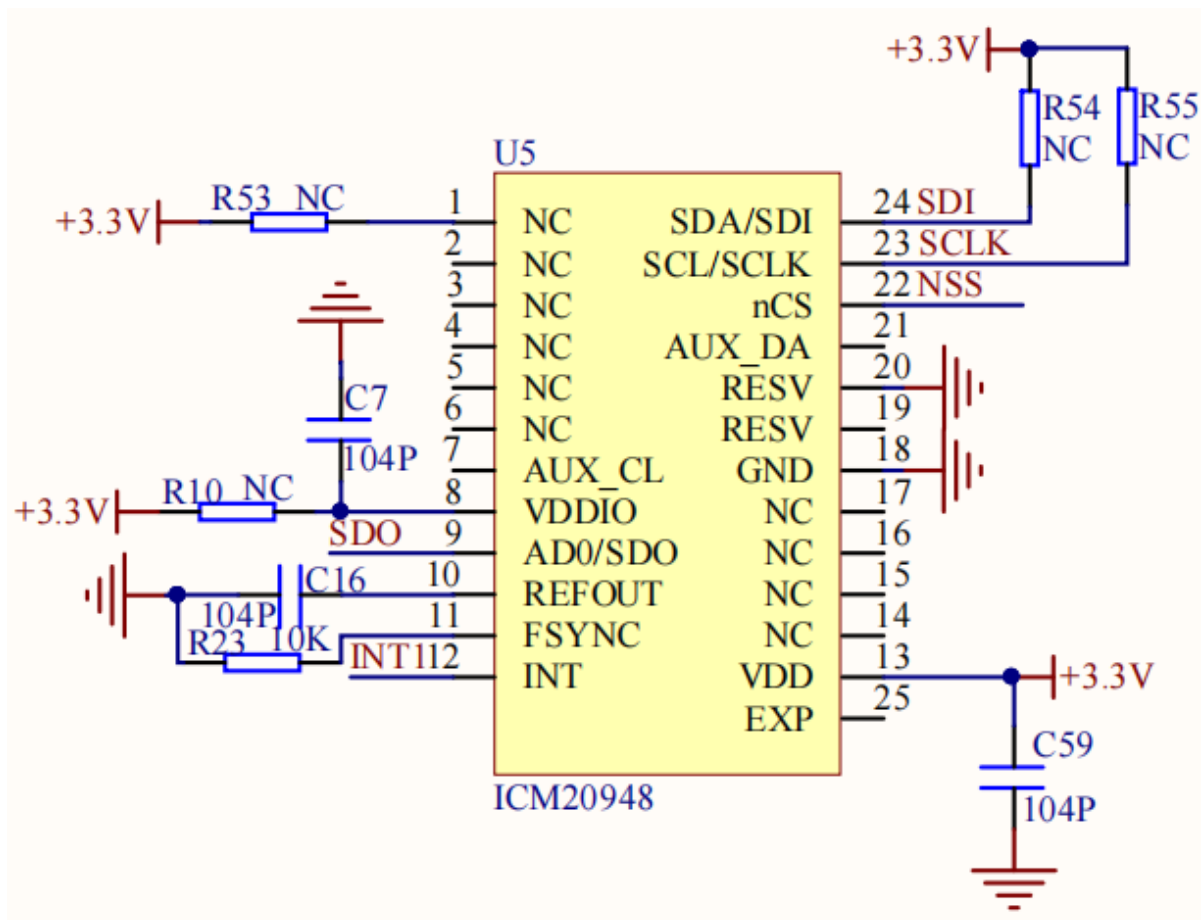 +3.3V
R54
NC
R55
NC
U5
R53 NC
+3.3V
1 NC SDA/SDI 24 SDI
2 NC SCL/SCLK 23 SCLK
3 NC nCS 22 NSS
4 NC AUX_DA 21
5 NC RESV 20
6 NC RESV 19
7 AUX_CL GND 18
8 VDDIO NC 17
9 AD0/SDO NC 16
10 REFOUT NC 15
11 FSYNC NC 14
12 INT VDD 13
EXP 25
C7
104P
R10 NC
+3.3V
SDO
C16
104P
R23 10K
INT1
+3.3V
C59
104P
ICM20948